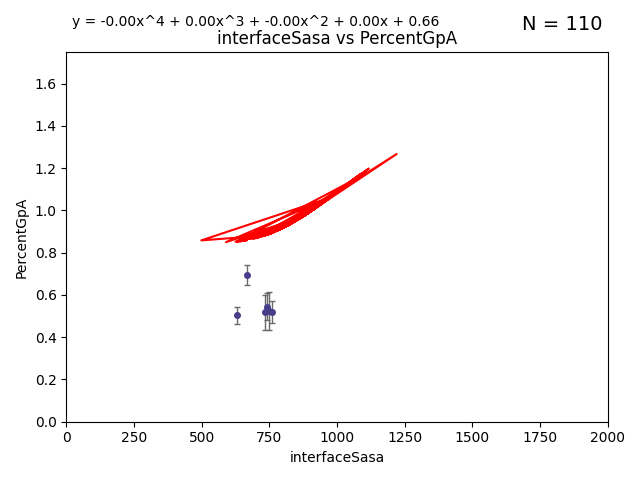 y = -0.00x^4 + 0.00x^3 + -0.00x^2 + 0.00x + 0.66
N = 110
interfaceSasa vs PercentGpA
PercentGpA
1.6
1.4
1.2
1.0
0.8
0.6
0.4
0.2
0.0
0 250 500 750 1000 1250 1500 1750 2000
interfaceSasa